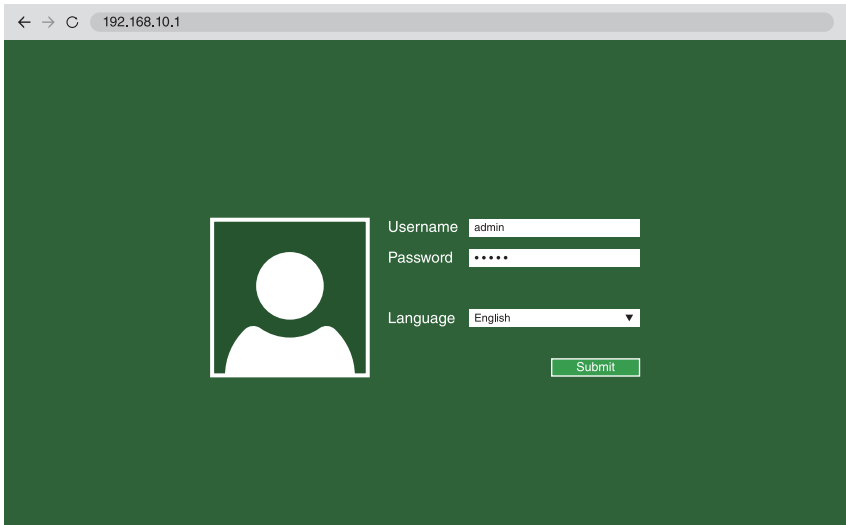 192.168.10.1
Username admin
Password •••••
Language English
Submit